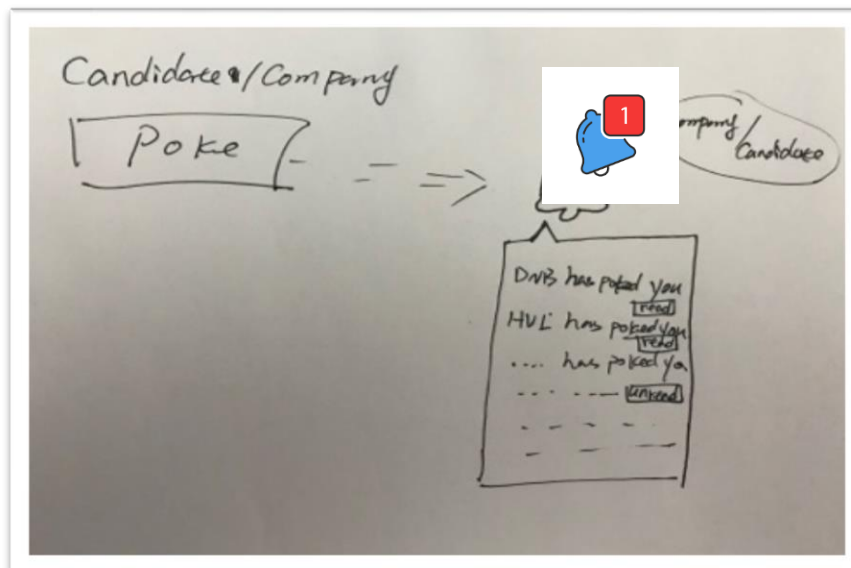 Candidate/Company
Poke
1
ompany/
Candidate
DNB has poked you
read
HVL has poked you
read
.... has poked you
unread